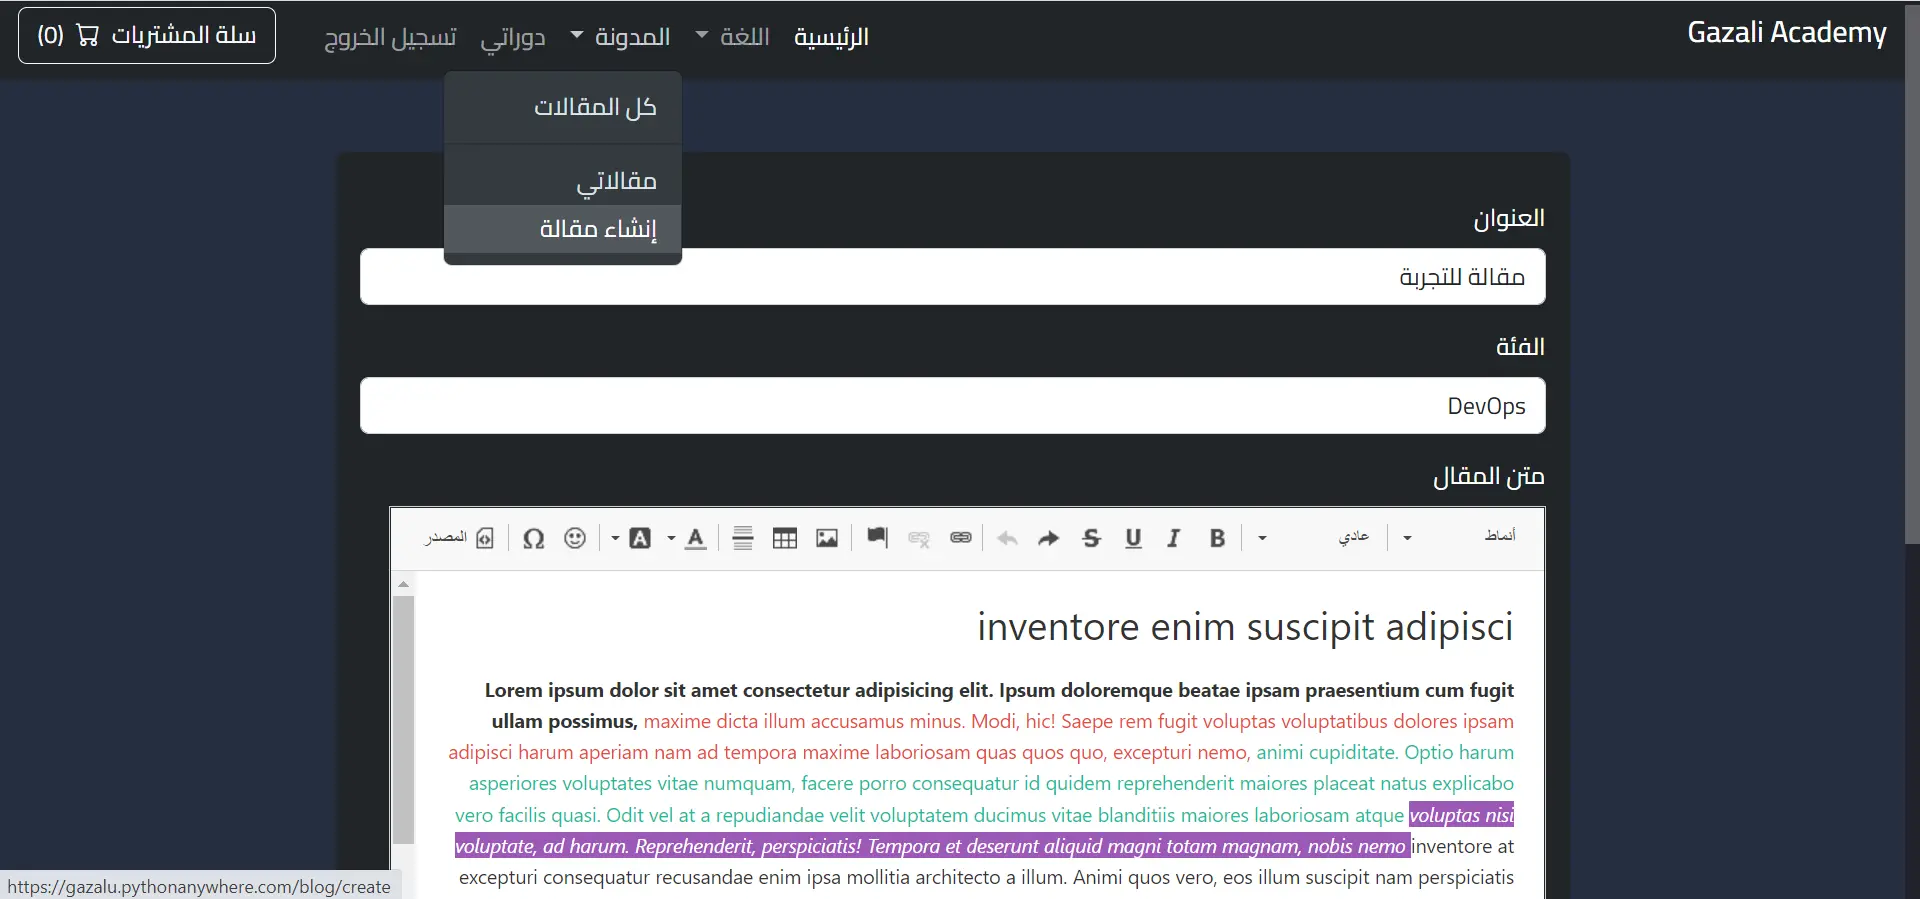 Gazali Academy
الرئيسية
اللغة
المدونة
دوراتي
تسجيل الخروج
سلة المشتريات (0)
كل المقالات
مقالاتي
إنشاء مقالة
العنوان
مقالة للتجربة
الفئة
DevOps
متن المقال
أنماط
عادي
المصدر
inventore enim suscipit adipisci
Lorem ipsum dolor sit amet consectetur adipisicing elit. Ipsum doloremque beatae ipsam praesentium cum fugit
ullam possimus, maxime dicta illum accusamus minus. Modi, hic! Saepe rem fugit voluptas voluptatibus dolores ipsam
adipisci harum aperiam nam ad tempora maxime laboriosam quas quos quo, excepturi nemo, animi cupiditate. Optio harum
asperiores voluptates vitae numquam, facere porro consequatur id quidem reprehenderit maiores placeat natus explicabo
vero facilis quasi. Odit vel at a repudiandae velit voluptatem ducimus vitae blanditiis maiores laboriosam atque voluptas nisi
voluptate, ad harum. Reprehenderit, perspiciatis! Tempora et deserunt aliquid magni totam magnam, nobis nemo inventore at
excepturi consequatur recusandae enim ipsa mollitia architecto a illum. Animi quos vero, eos illum suscipit nam perspiciatis
https://gazalu.pythonanywhere.com/blog/create